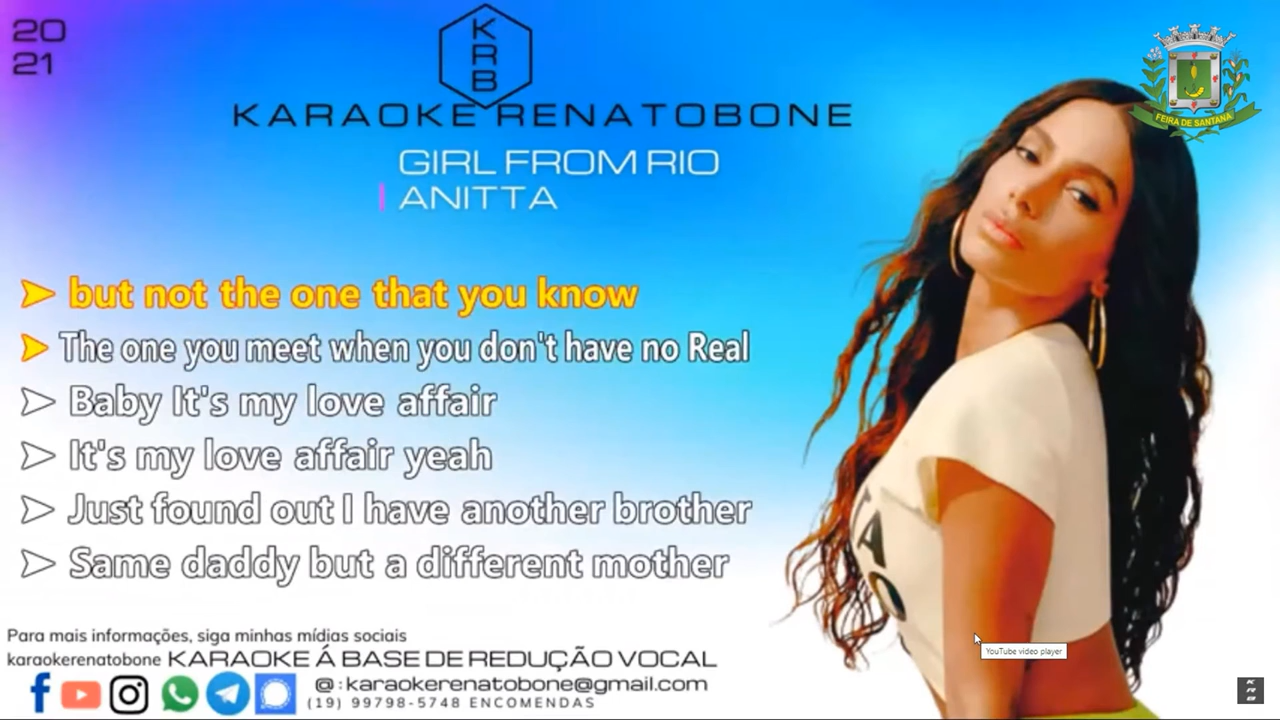 20
21
K
R
B
KARAOKE RENATOBONE
FEIRA DE SANTANA
GIRL FROM RIO
ANITTA
but not the one that you know
The one you meet when you don't have no Real
Baby It's my love affair
It's my love affair yeah
Just found out I have another brother
Same daddy but a different mother
Para mais informações, siga minhas mídias sociais
karaokerenatobone KARAOKE Á BASE DE REDUÇÃO VOCAL
@:karaokerenatobone@gmail.com
(19) 99798-5748 ENCOMENDAS
YouTube video player
K
R
B